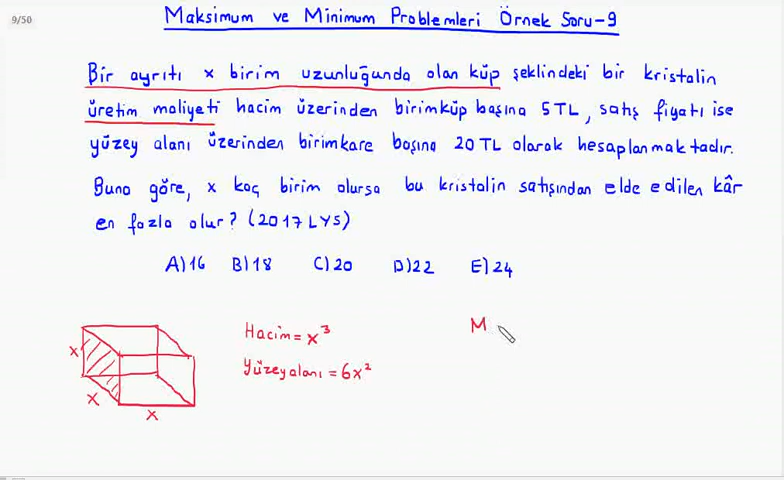 9/50
Maksimum ve Minimum Problemleri Örnek Soru-9
Bir ayrıtı x birim uzunluğunda olan küp şeklindeki bir kristalin
üretim maliyeti hacim üzerinden birimküp başına 5TL, satış fiyatı ise
yüzey alanı üzerinden birimkare başına 20 TL olarak hesaplanmaktadır.
Buna göre, x kaç birim olursa bu kristalin satışından elde edilen kâr
en fazla olur? (2017 LYS)
A)16 B)18 C)20 D)22 E)24
Hacim = x³
Yüzey alanı = 6x²
M
x
x
x